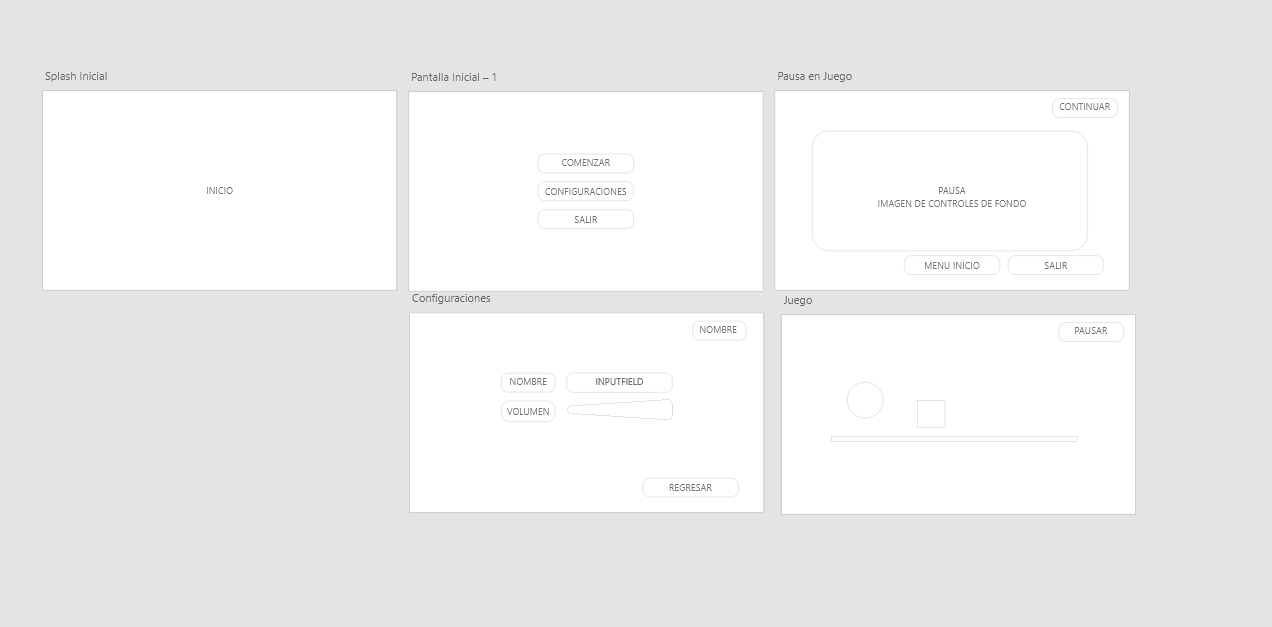 Splash Inicial
INICIO
Pantalla Inicial – 1
COMENZAR
CONFIGURACIONES
SALIR
Pausa en Juego
CONTINUAR
PAUSA
IMAGEN DE CONTROLES DE FONDO
MENU INICIO
SALIR
Configuraciones
NOMBRE
NOMBRE
INPUTFIELD
VOLUMEN
REGRESAR
Juego
PAUSAR